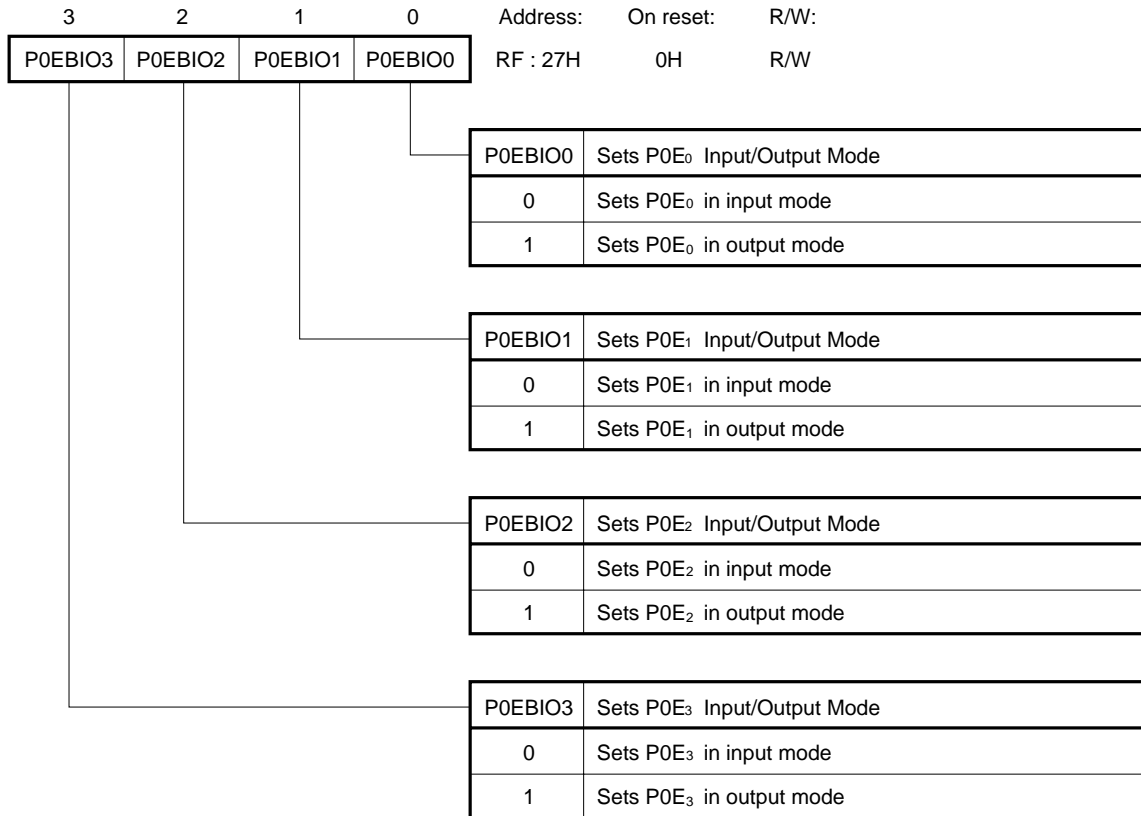 3 2 1 0 Address: On reset: R/W:
P0EBIO3 P0EBIO2 P0EBIO1 P0EBIO0 RF : 27H 0H R/W
P0EBIO0 Sets P0E₀ Input/Output Mode
0 Sets P0E₀ in input mode
1 Sets P0E₀ in output mode
P0EBIO1 Sets P0E₁ Input/Output Mode
0 Sets P0E₁ in input mode
1 Sets P0E₁ in output mode
P0EBIO2 Sets P0E₂ Input/Output Mode
0 Sets P0E₂ in input mode
1 Sets P0E₂ in output mode
P0EBIO3 Sets P0E₃ Input/Output Mode
0 Sets P0E₃ in input mode
1 Sets P0E₃ in output mode